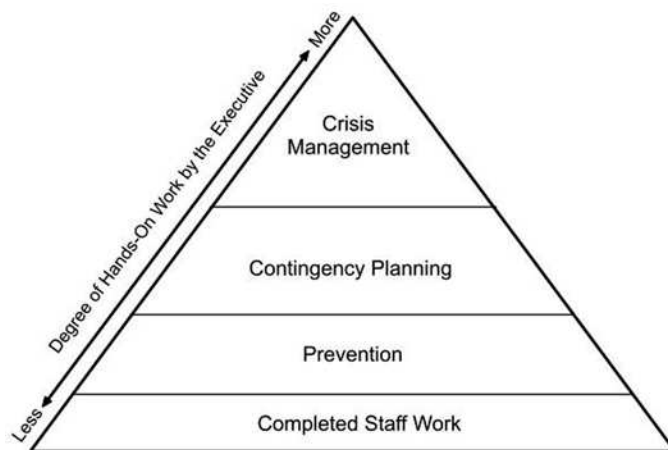 More
Degree of Hands-On Work by the Executive
Less
Crisis
Management
Contingency Planning
Prevention
Completed Staff Work